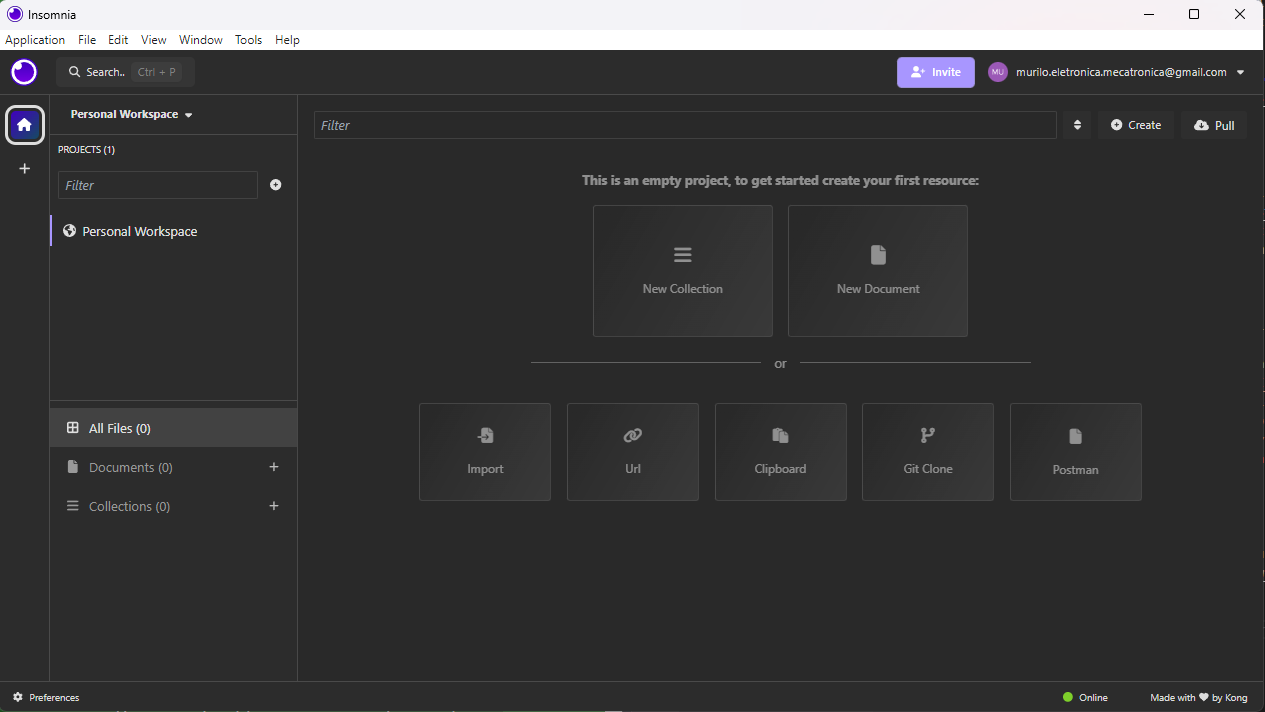 Insomnia
Application File Edit View Window Tools Help
Search.. Ctrl + P
Invite
MU murilo.eletronica.mecatronica@gmail.com
Personal Workspace
PROJECTS (1)
Filter
Personal Workspace
All Files (0)
Documents (0) +
Collections (0) +
Filter
Create
Pull
This is an empty project, to get started create your first resource:
New Collection
New Document
or
Import
Url
Clipboard
Git Clone
Postman
Preferences
Online
Made with ♥ by Kong